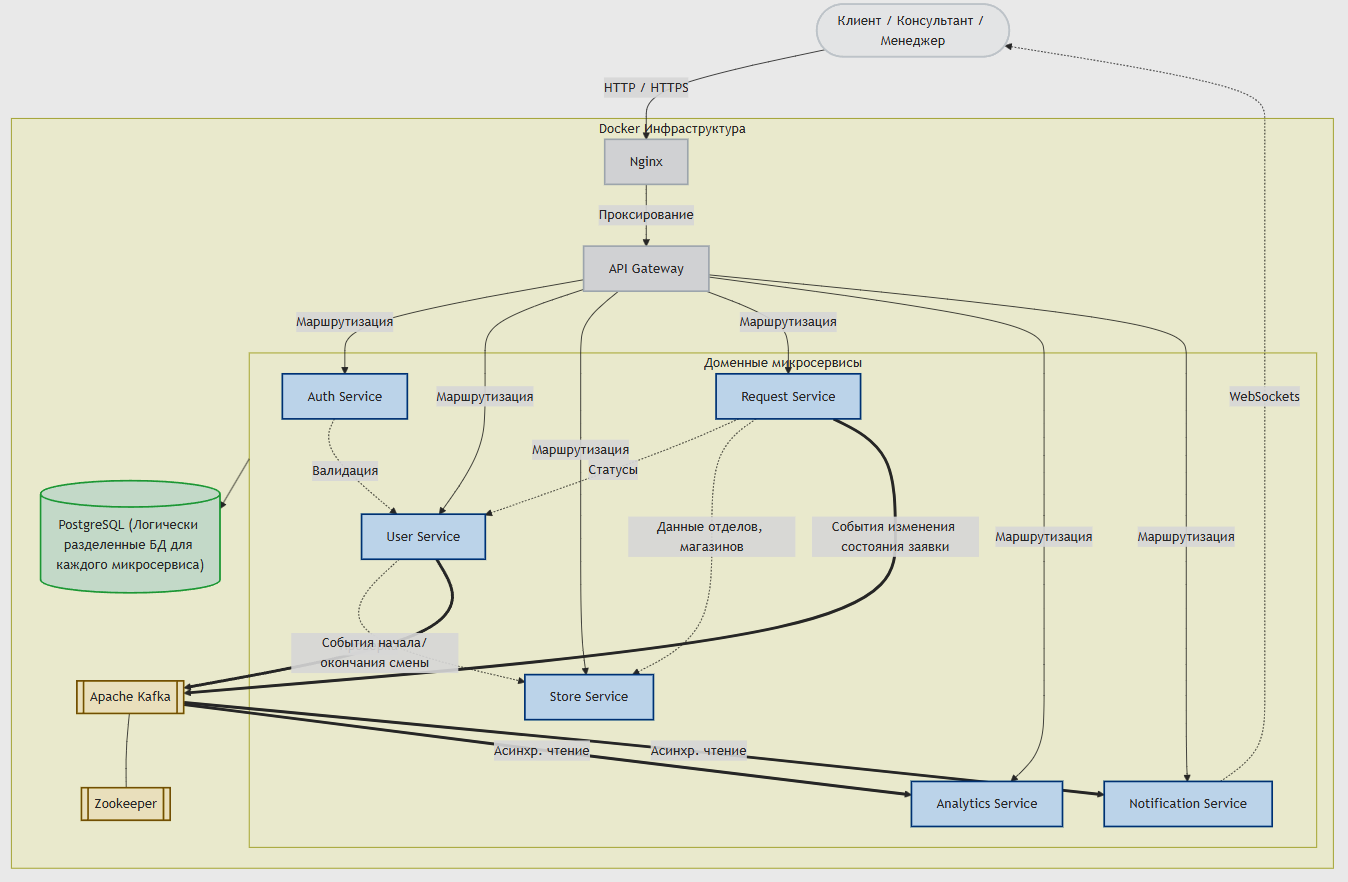 Клиент / Консультант /
Менеджер
HTTP / HTTPS
Docker Инфраструктура
Nginx
Проксирование
API Gateway
Маршрутизация
Маршрутизация
Доменные микросервисы
Auth Service
Маршрутизация
Request Service
WebSockets
Маршрутизация
Валидация
Статусы
PostgreSQL (Логически
разделенные БД для
каждого микросервиса)
User Service
Данные отделов,
магазинов
События изменения
состояния заявки
Маршрутизация
Маршрутизация
События начала/
окончания смены
Apache Kafka
Store Service
Асинхр. чтение
Асинхр. чтение
Zookeeper
Analytics Service
Notification Service